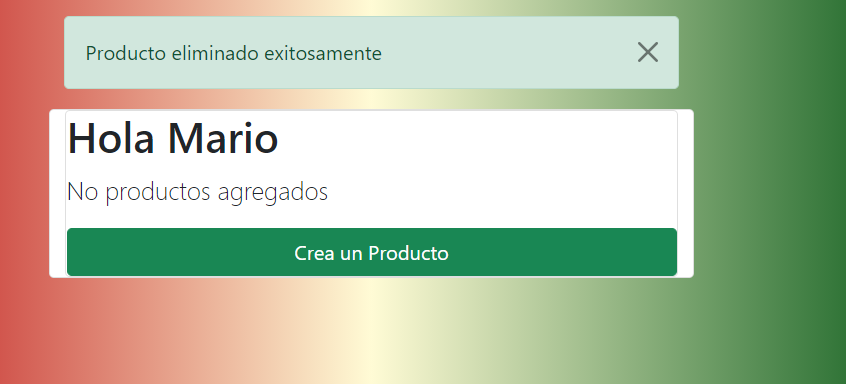 Producto eliminado exitosamente
Hola Mario
No productos agregados
Crea un Producto